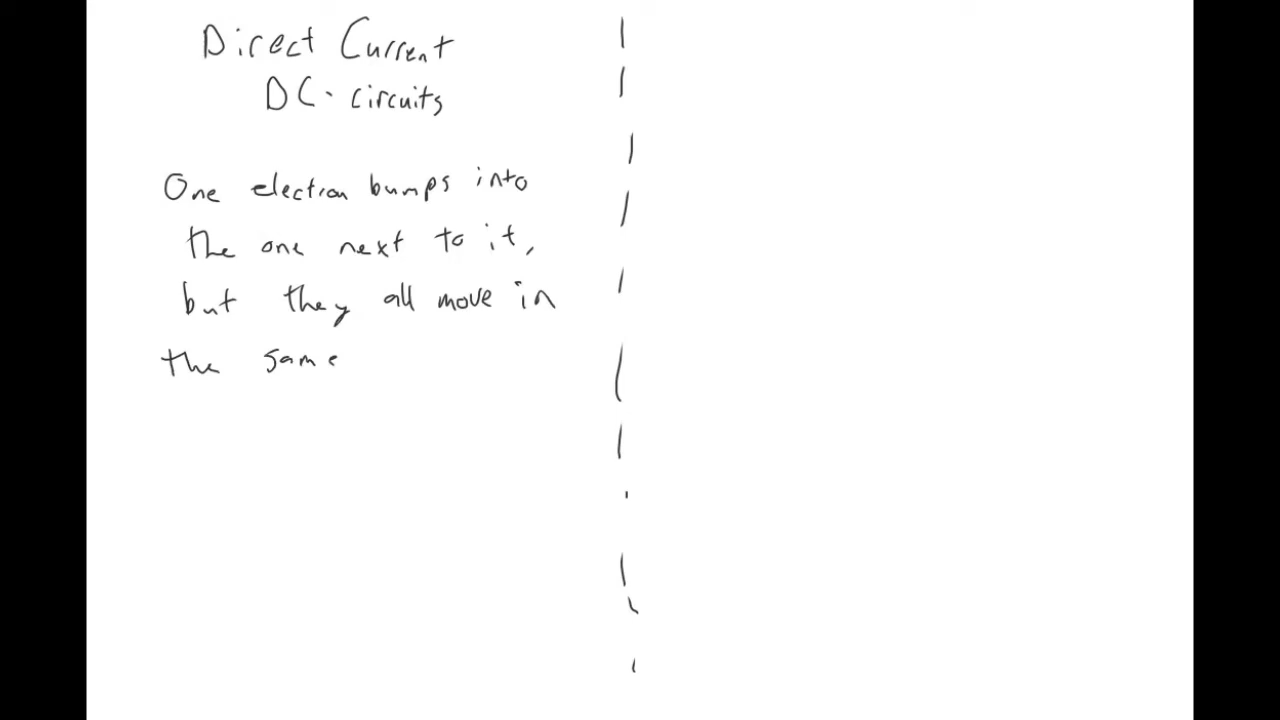 Direct Current
DC- circuits
One electron bumps into
the one next to it,
but they all move in
the same